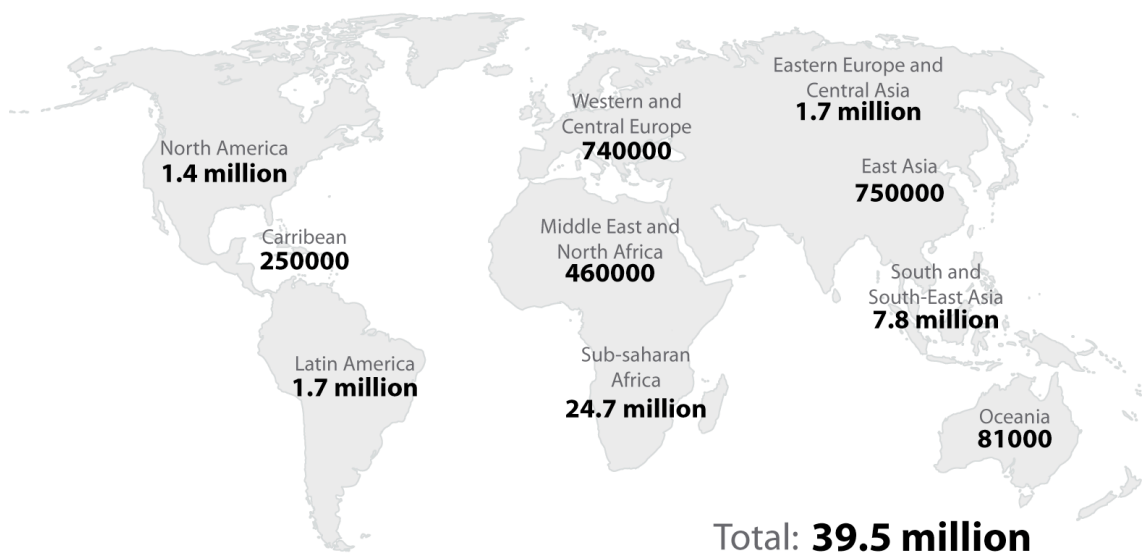 Eastern Europe and
Central Asia
1.7 million
Western and
Central Europe
740000
North America
1.4 million
East Asia
750000
Middle East and
North Africa
460000
Carribean
250000
South and
South-East Asia
7.8 million
Sub-saharan
Africa
24.7 million
Latin America
1.7 million
Oceania
81000
Total: 39.5 million